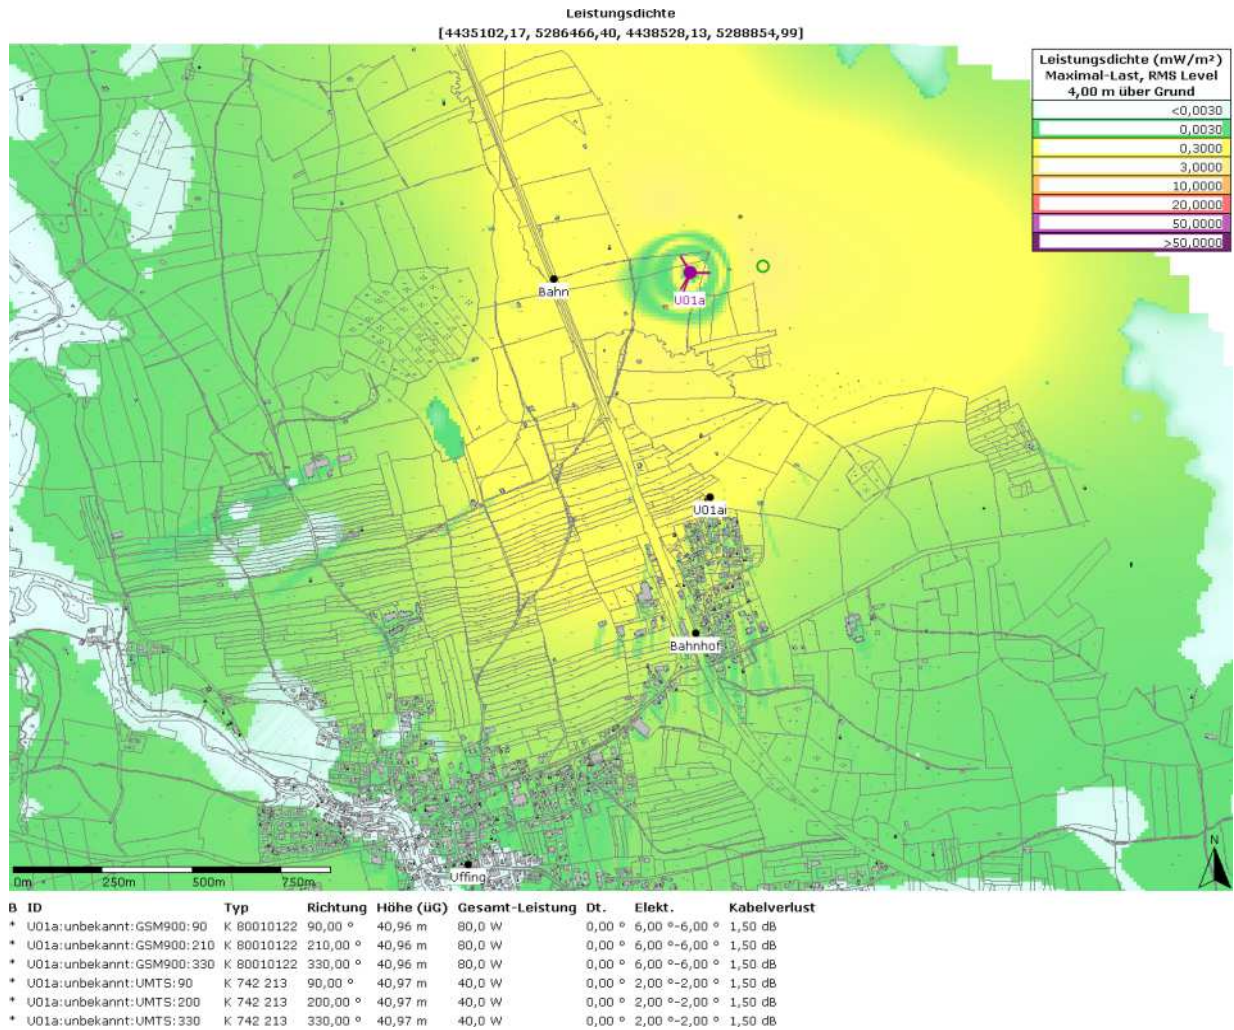 Leistungsdichte
[4435102,17, 5286466,40, 4438528,13, 5288854,99]
Leistungsdichte (mW/m²)
Maximal-Last, RMS Level
4,00 m über Grund
<0,0030
0,0030
0,3000
3,0000
10,0000
20,0000
50,0000
>50,0000
Bahn
U01a
U01ai
Bahnhof
Uffing
N
0m 250m 500m 750m
B ID Typ Richtung Höhe (üG) Gesamt-Leistung Dt. Elekt. Kabelverlust
* U01a:unbekannt:GSM900:90 K 80010122 90,00 º 40,96 m 80,0 W 0,00 º 6,00 º-6,00 º 1,50 dB
* U01a:unbekannt:GSM900:210 K 80010122 210,00 º 40,96 m 80,0 W 0,00 º 6,00 º-6,00 º 1,50 dB
* U01a:unbekannt:GSM900:330 K 80010122 330,00 º 40,96 m 80,0 W 0,00 º 6,00 º-6,00 º 1,50 dB
* U01a:unbekannt:UMTS:90 K 742 213 90,00 º 40,97 m 40,0 W 0,00 º 2,00 º-2,00 º 1,50 dB
* U01a:unbekannt:UMTS:200 K 742 213 200,00 º 40,97 m 40,0 W 0,00 º 2,00 º-2,00 º 1,50 dB
* U01a:unbekannt:UMTS:330 K 742 213 330,00 º 40,97 m 40,0 W 0,00 º 2,00 º-2,00 º 1,50 dB